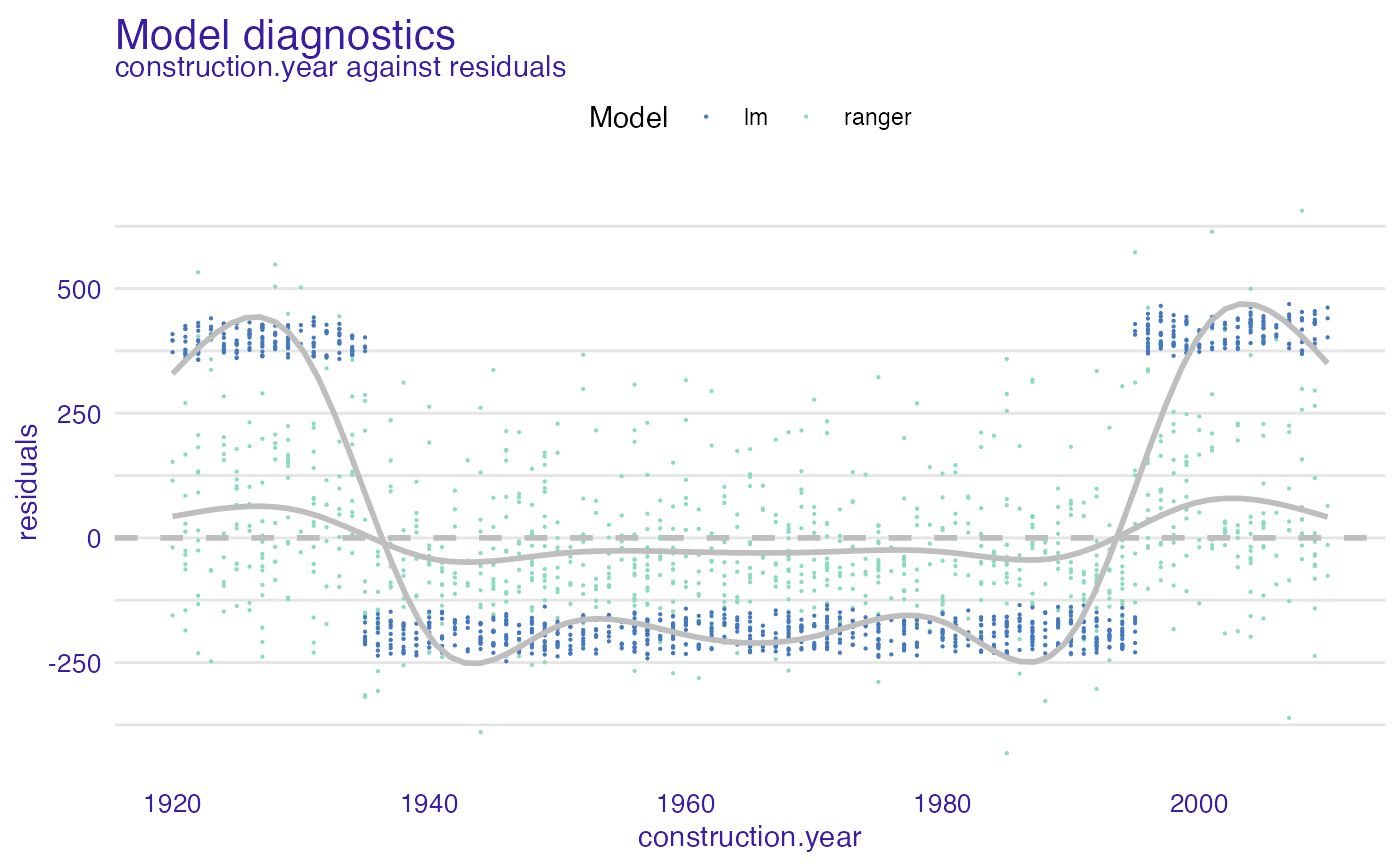 Model diagnostics
construction.year against residuals
Model lm ranger
500
250
0
-250
residuals
1920 1940 1960 1980 2000
construction.year